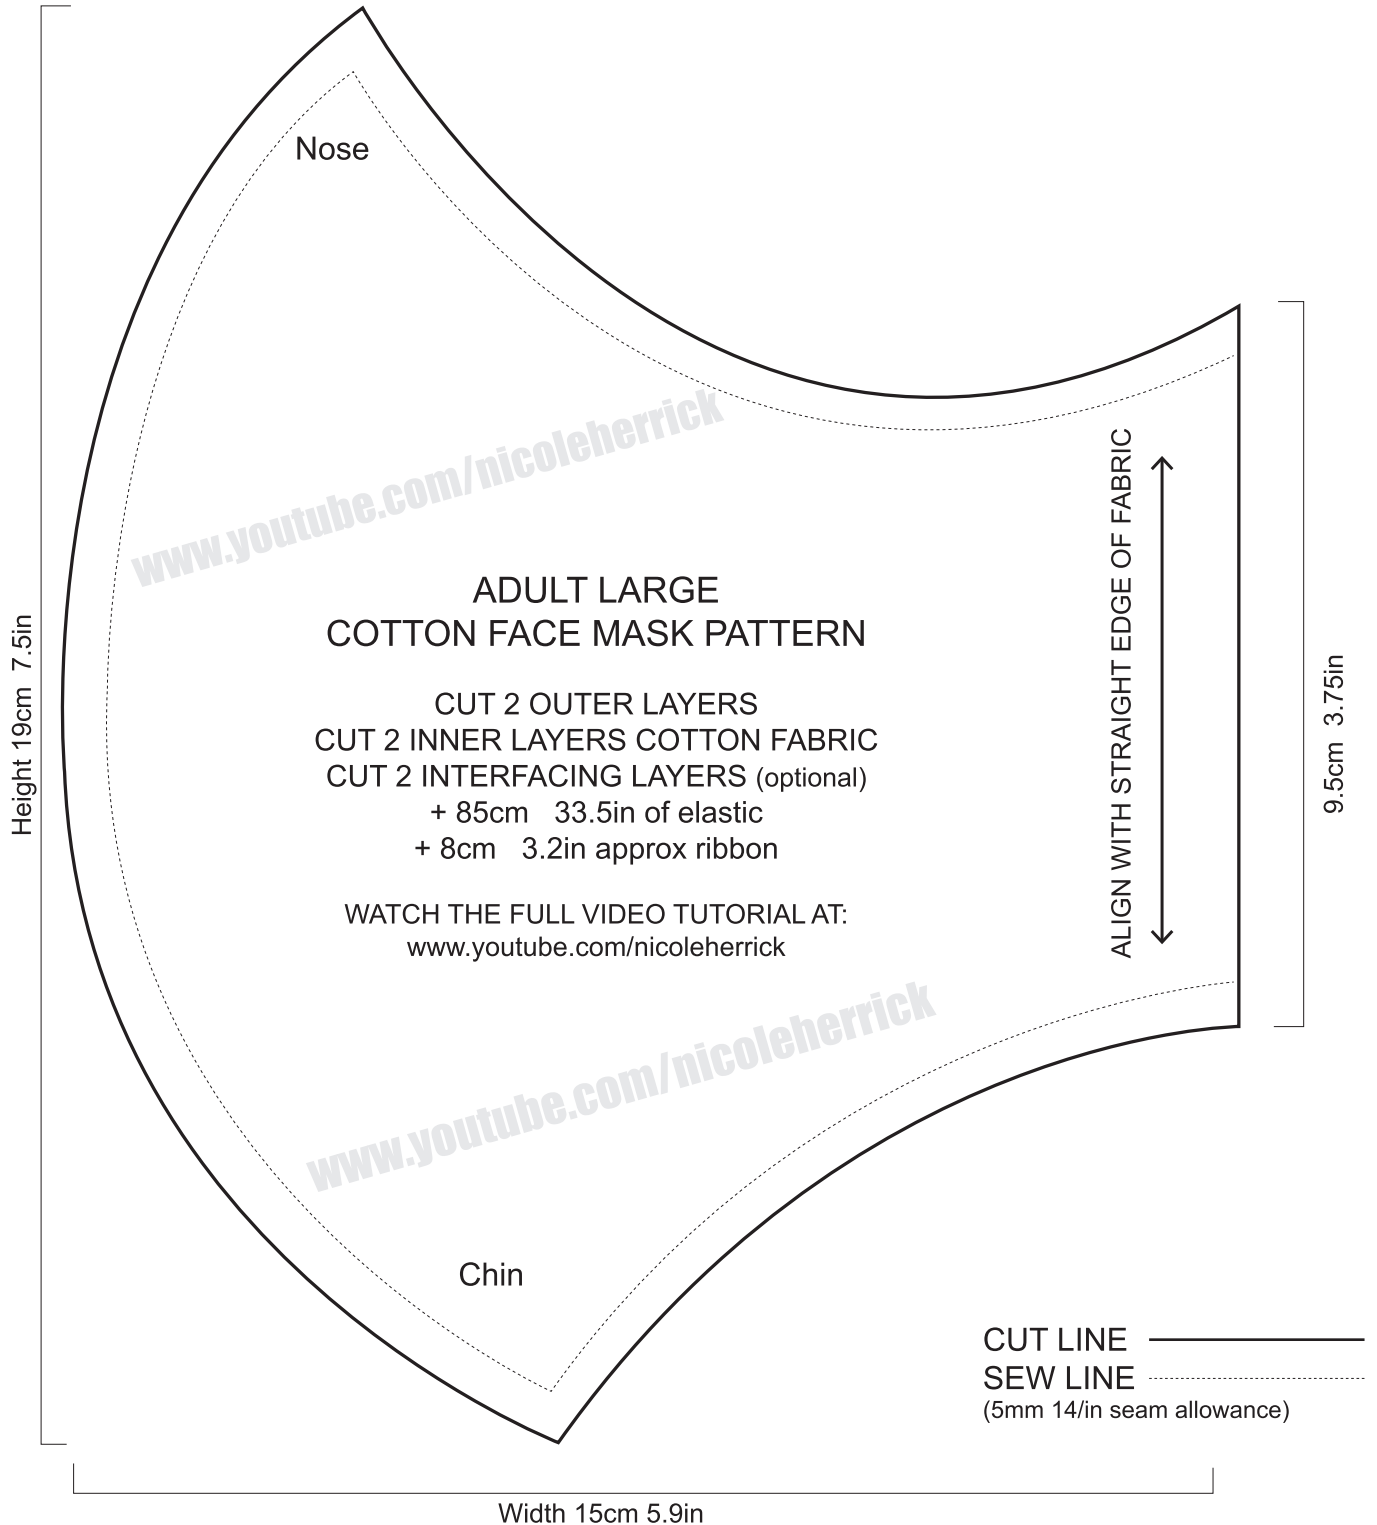 Nose
www.youtube.com/nicoleherrick
ADULT LARGE
COTTON FACE MASK PATTERN
CUT 2 OUTER LAYERS
CUT 2 INNER LAYERS COTTON FABRIC
CUT 2 INTERFACING LAYERS (optional)
+ 85cm 33.5in of elastic
+ 8cm 3.2in approx ribbon
WATCH THE FULL VIDEO TUTORIAL AT:
www.youtube.com/nicoleherrick
www.youtube.com/nicoleherrick
Chin
ALIGN WITH STRAIGHT EDGE OF FABRIC
Height 19cm 7.5in
9.5cm 3.75in
CUT LINE
SEW LINE
(5mm 14/in seam allowance)
Width 15cm 5.9in